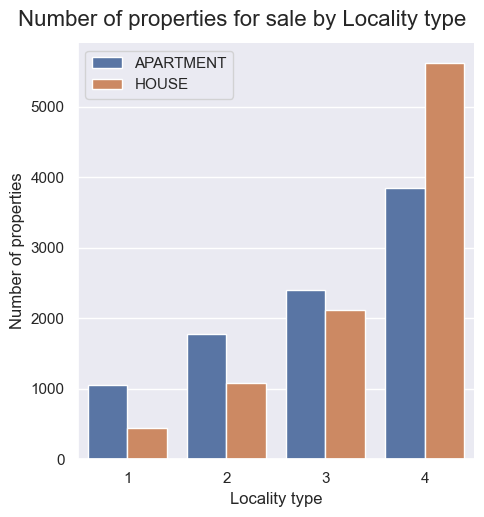 Number of properties for sale by Locality type
APARTMENT
HOUSE
Number of properties
5000
4000
3000
2000
1000
0
1 2 3 4
Locality type